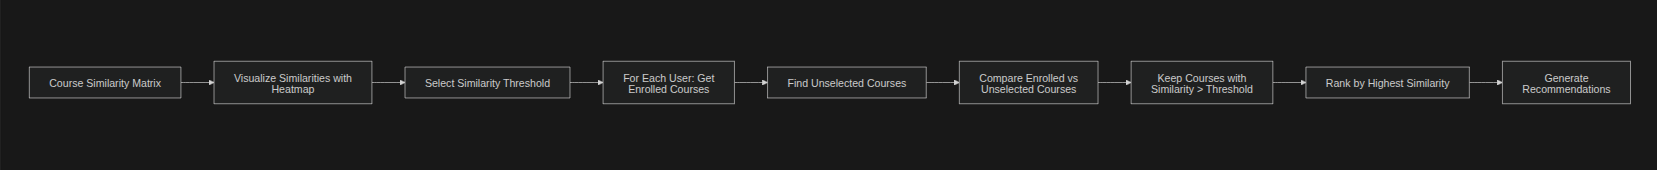 Course Similarity Matrix
Visualize Similarities with
Heatmap
Select Similarity Threshold
For Each User: Get
Enrolled Courses
Find Unselected Courses
Compare Enrolled vs
Unselected Courses
Keep Courses with
Similarity > Threshold
Rank by Highest Similarity
Generate
Recommendations